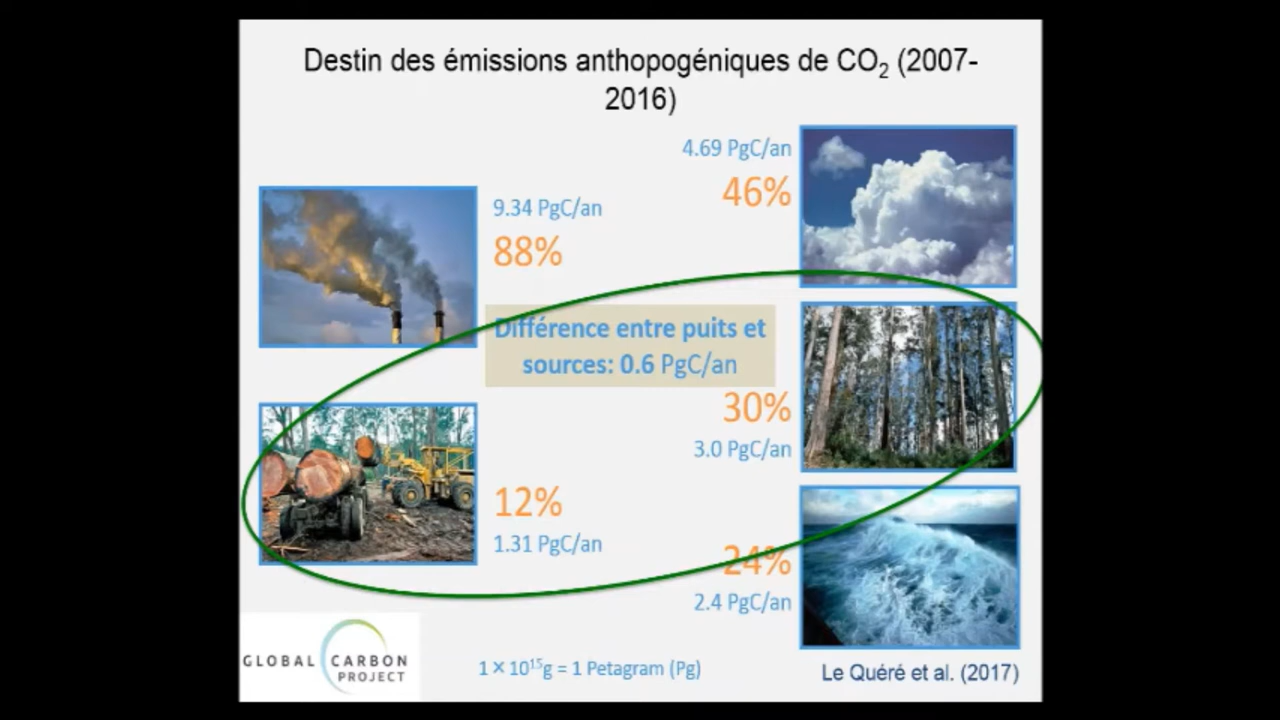 Destin des émissions anthopogéniques de CO₂ (2007-
2016)
4.69 PgC/an
46%
9.34 PgC/an
88%
Différence entre puits et
sources: 0.6 PgC/an
30%
3.0 PgC/an
12%
1.31 PgC/an
24%
2.4 PgC/an
GLOBAL CARBON
PROJECT
1 × 10¹⁵g = 1 Petagram (Pg)
Le Quéré et al. (2017)